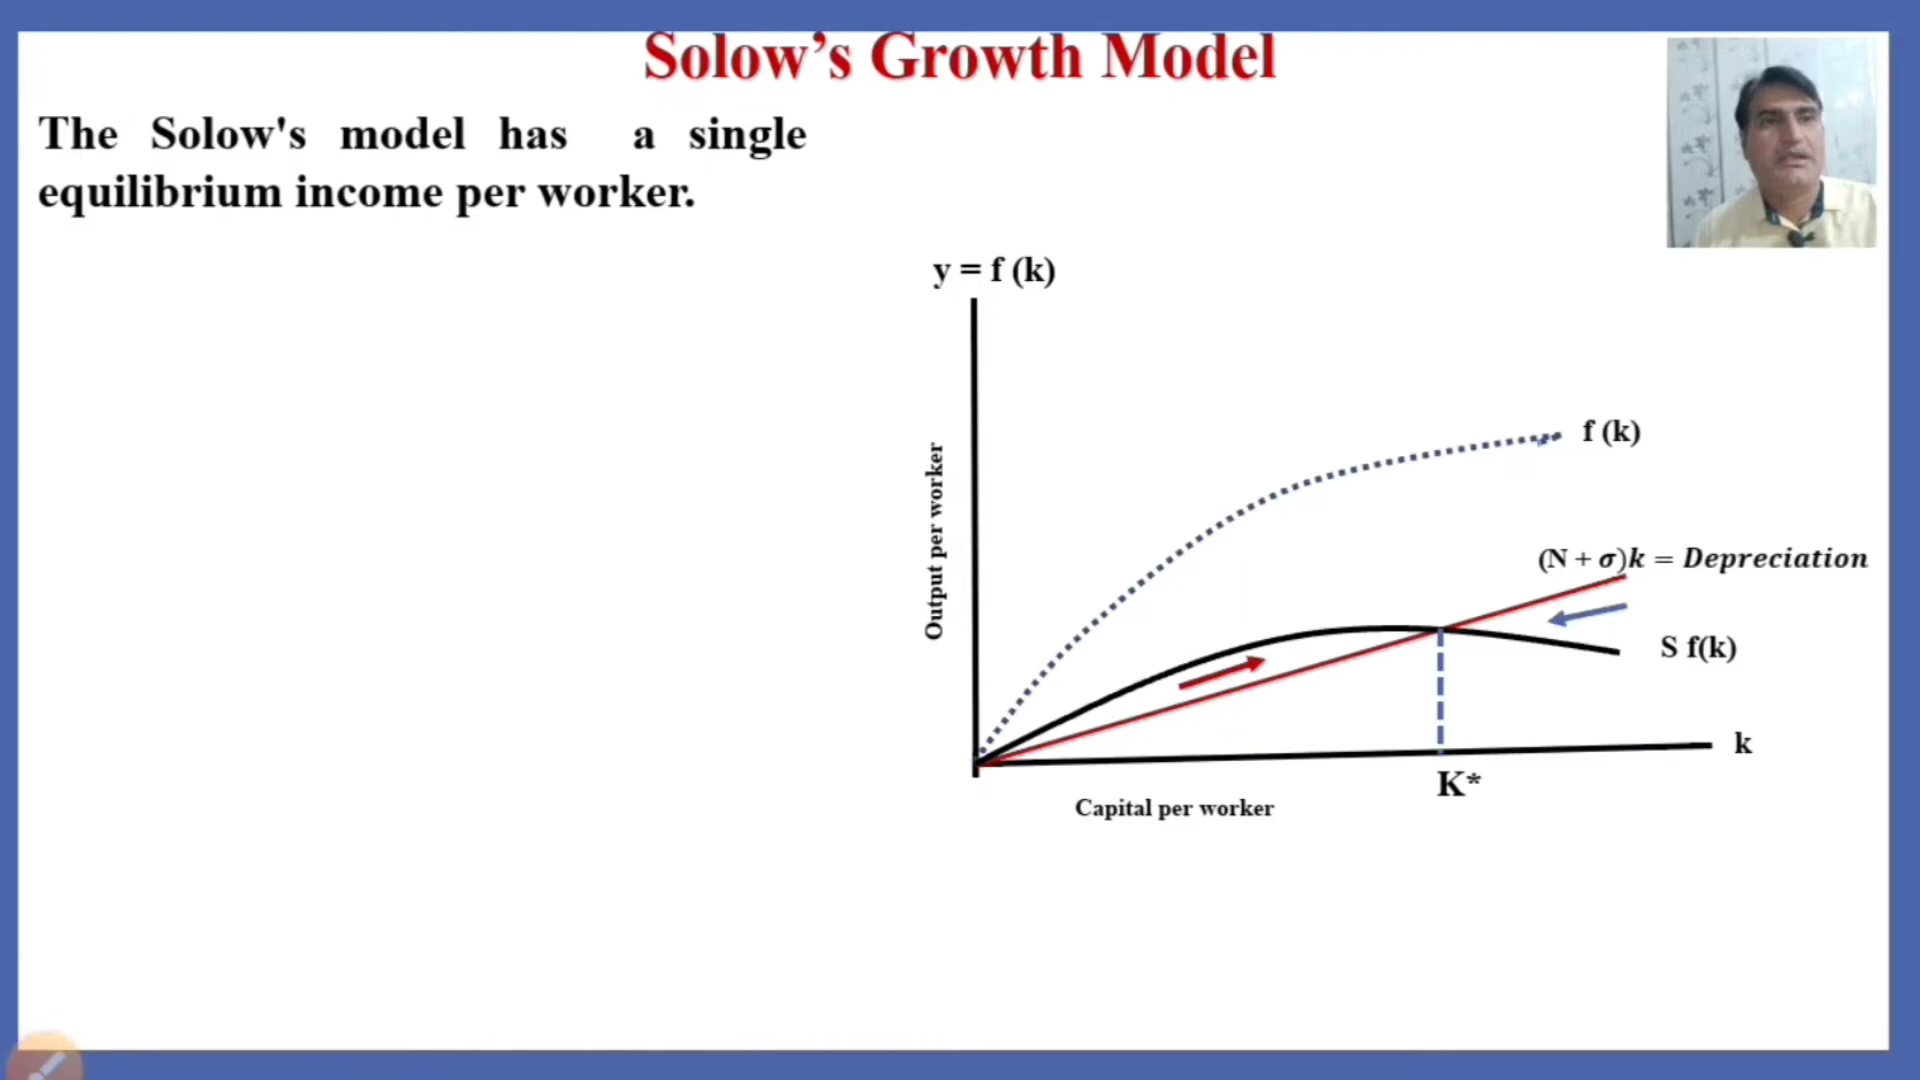 Solow’s Growth Model
The Solow's model has a single
equilibrium income per worker.
y = f (k)
Output per worker
f (k)
(N + σ)k = Depreciation
S f(k)
k
K*
Capital per worker